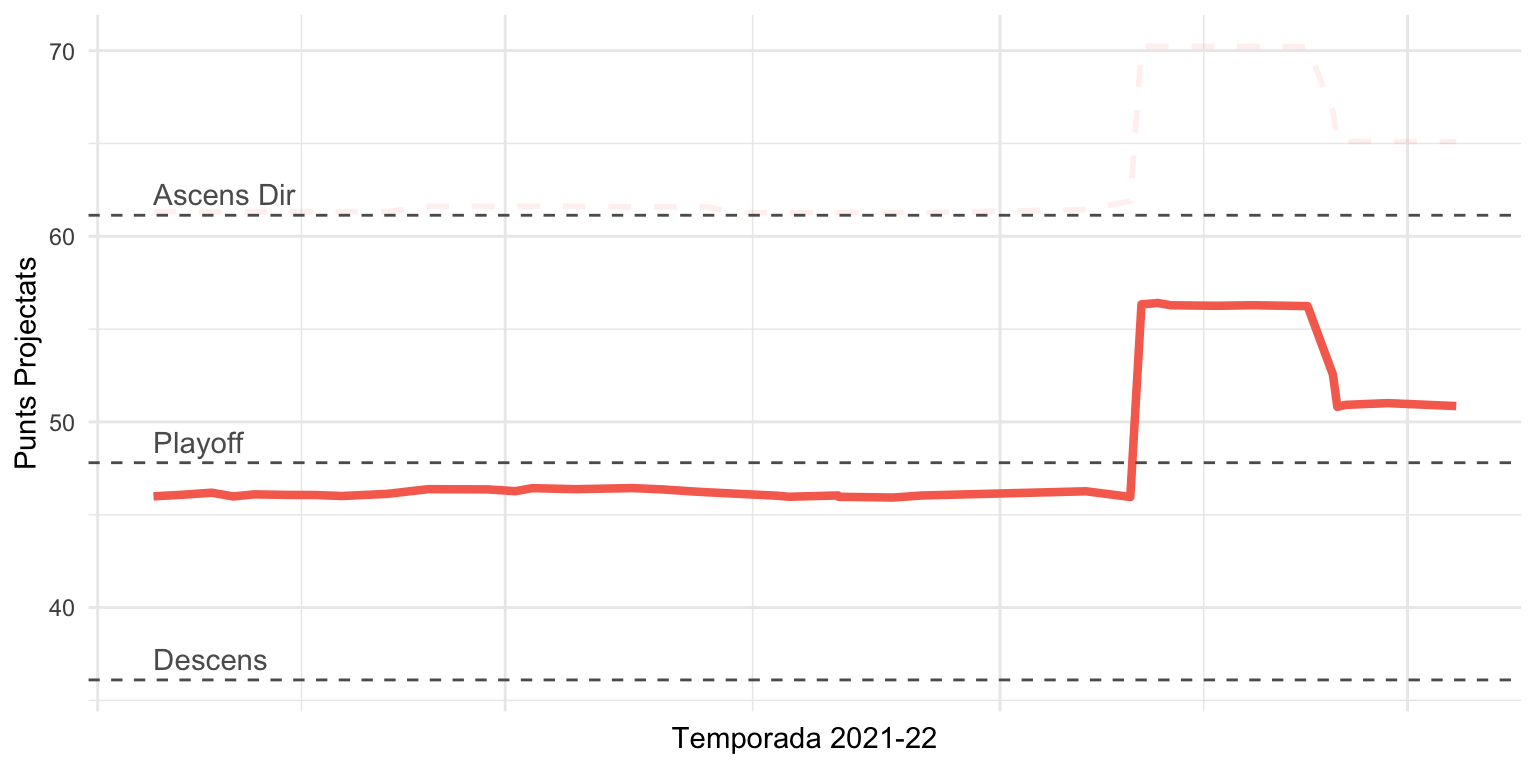 70
Ascens Dir
60
Punts Projectats
50
Playoff
40
Descens
Temporada 2021-22